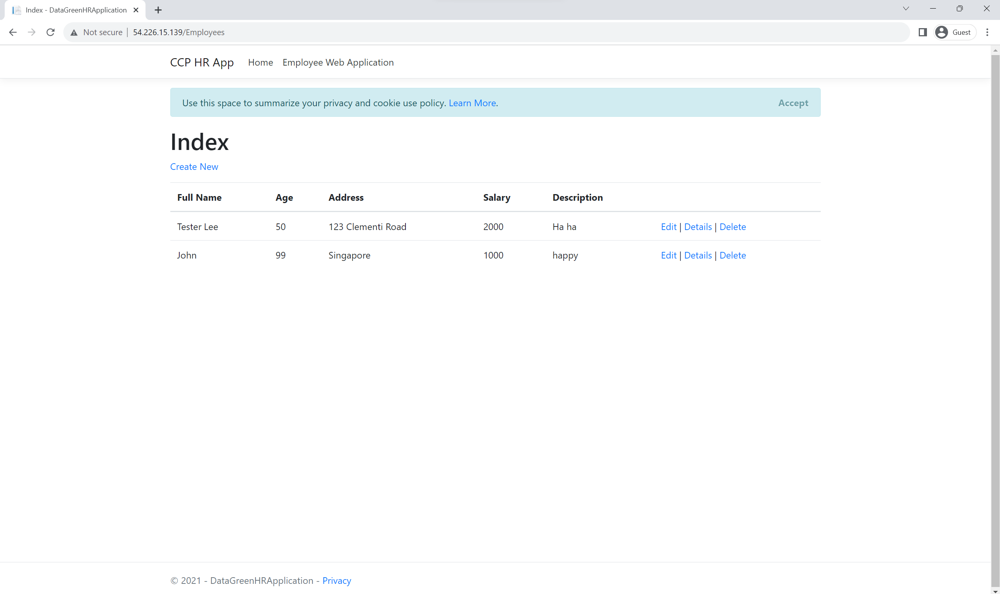 Index - DataGreenHRApplication
Not secure | 54.226.15.139/Employees
Guest
CCP HR App Home Employee Web Application
Use this space to summarize your privacy and cookie use policy. Learn More. Accept
Index
Create New
Full Name Age Address Salary Description
Tester Lee 50 123 Clementi Road 2000 Ha ha Edit | Details | Delete
John 99 Singapore 1000 happy Edit | Details | Delete
© 2021 - DataGreenHRApplication - Privacy